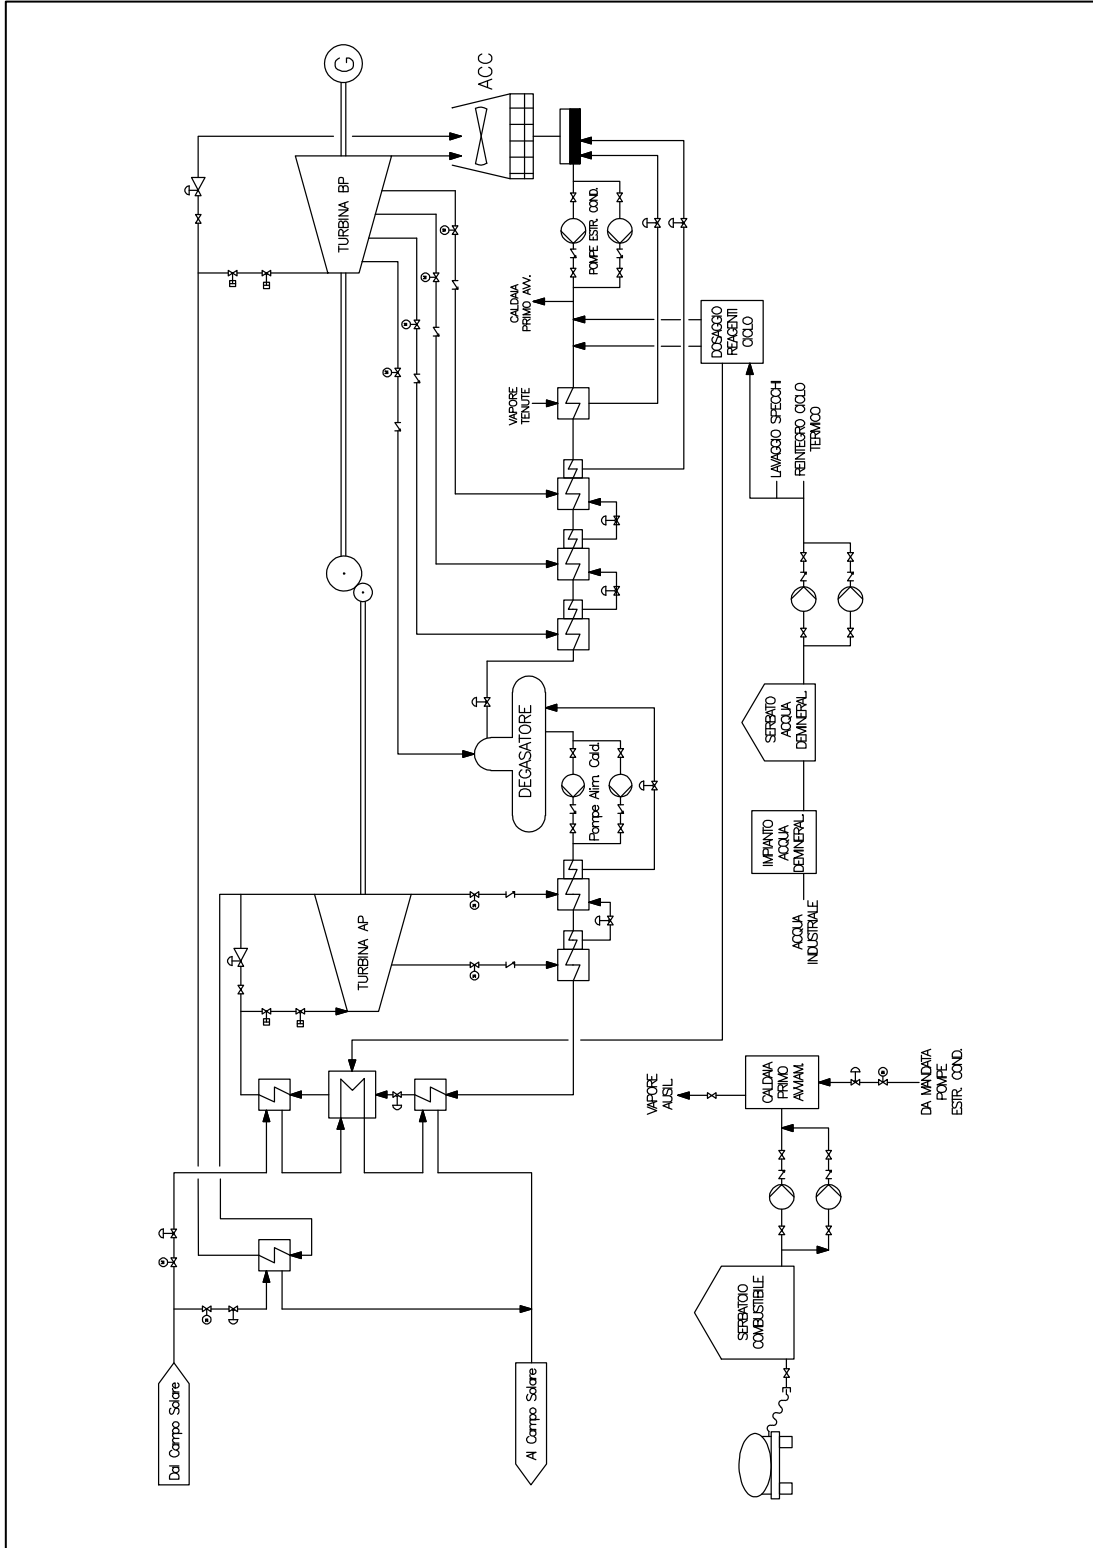 G
ACC
TURBINA BP
POMPE ESTR. COND.
CALDAIA
PRIMO AVV.
DOSAGGIO
REAGENTI
CICLO
VAPORE
TENUTE
LAVAGGIO SPECCHI
REINTEGRO CICLO
TERMICO
DEGASATORE
Pompe Alim. Cald.
SERBATO
ACQUA
DEMINERAL.
IMPIANTO
ACQUA
DEMINERAL.
ACQUA
INDUSTRIALE
TURBINA AP
VAPORE
AUSIL
CALDAIA
PRIMO
AVVIAM.
DA MANDATA
POMPE
ESTR. COND.
SERBATOIO
COMBUSTIBILE
Dal Campo Solare
Al Campo Solare